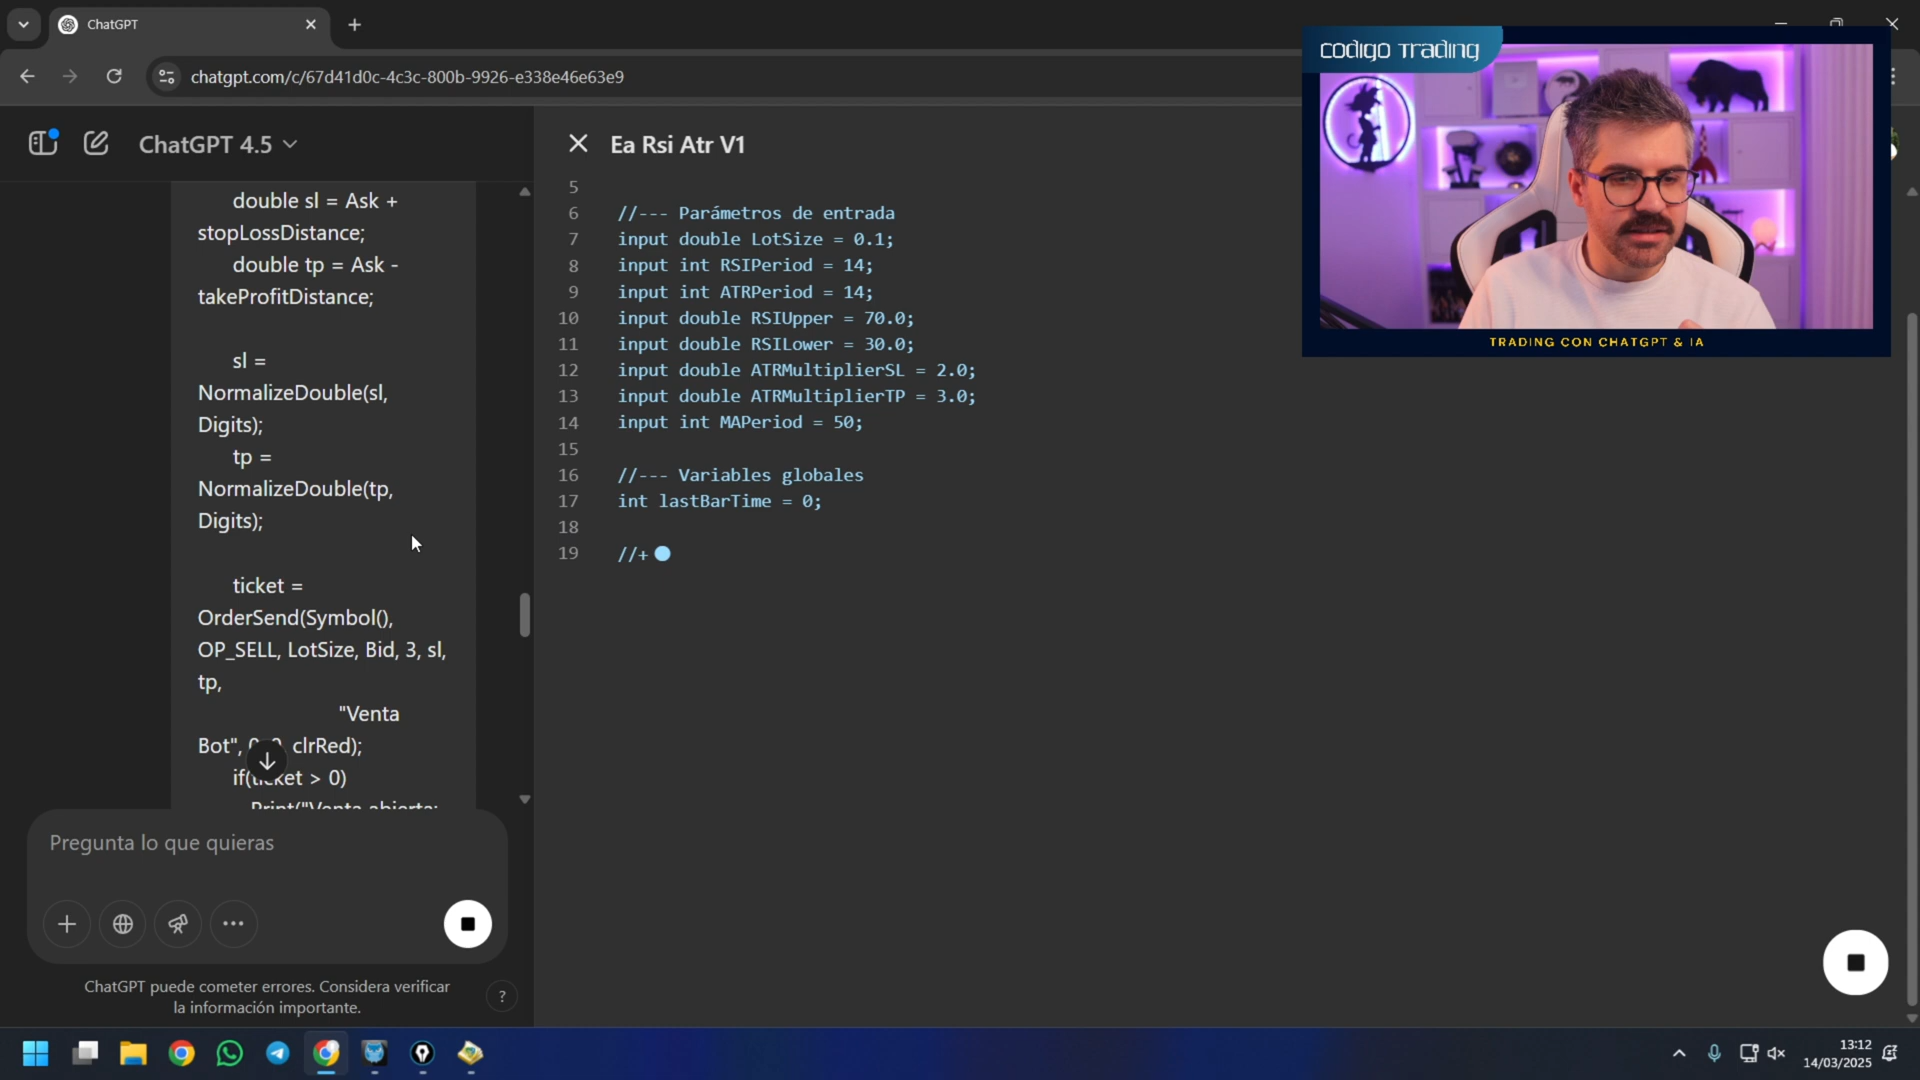 ChatGPT
chatgpt.com/c/67d41d0c-4c3c-800b-9926-e338e46e63e9
ChatGPT 4.5
double sl = Ask +
stopLossDistance;
double tp = Ask -
takeProfitDistance;
sl =
NormalizeDouble(sl,
Digits);
tp =
NormalizeDouble(tp,
Digits);
ticket =
OrderSend(Symbol(),
OP_SELL, LotSize, Bid, 3, sl,
tp,
"Venta
Bot", 0, 0, clrRed);
if(ticket > 0)
Print("Venta abierta:
Pregunta lo que quieras
ChatGPT puede cometer errores. Considera verificar
la información importante.
?
Ea Rsi Atr V1
5
6 //--- Parámetros de entrada
7 input double LotSize = 0.1;
8 input int RSIPeriod = 14;
9 input int ATRPeriod = 14;
10 input double RSIUpper = 70.0;
11 input double RSILower = 30.0;
12 input double ATRMultiplierSL = 2.0;
13 input double ATRMultiplierTP = 3.0;
14 input int MAPeriod = 50;
15
16 //--- Variables globales
17 int lastBarTime = 0;
18
19 //+
codigo Trading
TRADING CON CHATGPT & IA
13:12
14/03/2025